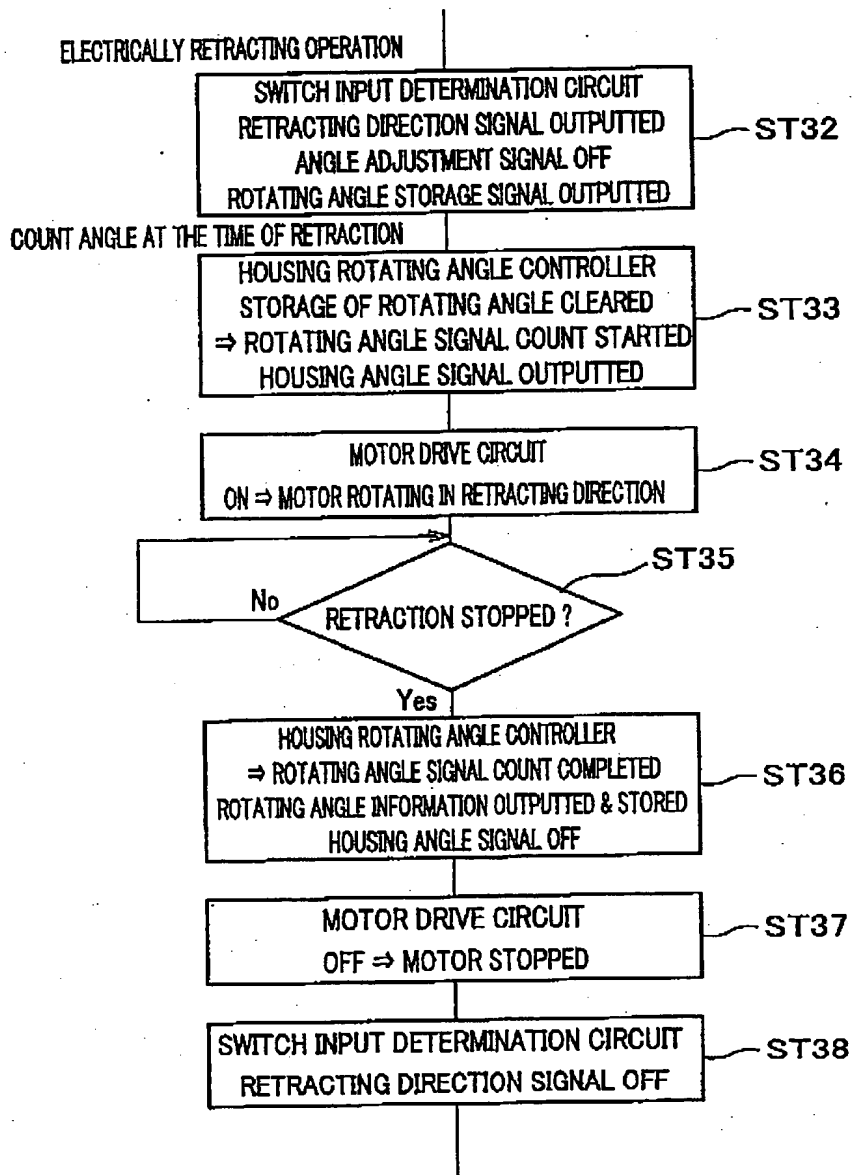 ELECTRICALLY RETRACTING OPERATION
SWITCH INPUT DETERMINATION CIRCUIT
RETRACTING DIRECTION SIGNAL OUTPUTTED
ANGLE ADJUSTMENT SIGNAL OFF
ROTATING ANGLE STORAGE SIGNAL OUTPUTTED
ST32
COUNT ANGLE AT THE TIME OF RETRACTION
HOUSING ROTATING ANGLE CONTROLLER
STORAGE OF ROTATING ANGLE CLEARED
⇒ ROTATING ANGLE SIGNAL COUNT STARTED
HOUSING ANGLE SIGNAL OUTPUTTED
ST33
MOTOR DRIVE CIRCUIT
ON ⇒ MOTOR ROTATING IN RETRACTING DIRECTION
ST34
ST35
No
RETRACTION STOPPED ?
Yes
HOUSING ROTATING ANGLE CONTROLLER
⇒ ROTATING ANGLE SIGNAL COUNT COMPLETED
ROTATING ANGLE INFORMATION OUTPUTTED & STORED
HOUSING ANGLE SIGNAL OFF
ST36
MOTOR DRIVE CIRCUIT
OFF ⇒ MOTOR STOPPED
ST37
SWITCH INPUT DETERMINATION CIRCUIT
RETRACTING DIRECTION SIGNAL OFF
ST38